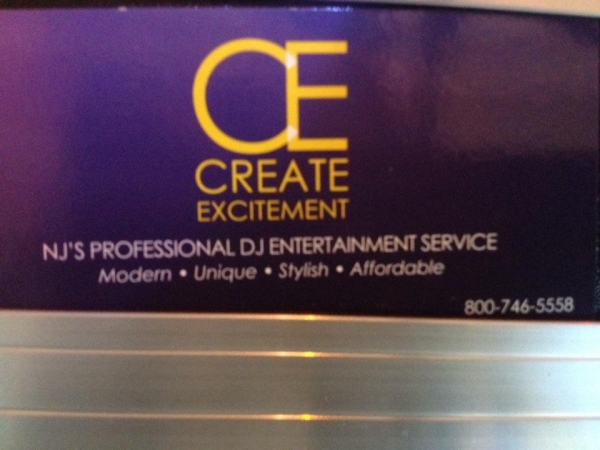 CE
CREATE
EXCITEMENT
NJ'S PROFESSIONAL DJ ENTERTAINMENT SERVICE
Modern • Unique • Stylish • Affordable
800-746-5558